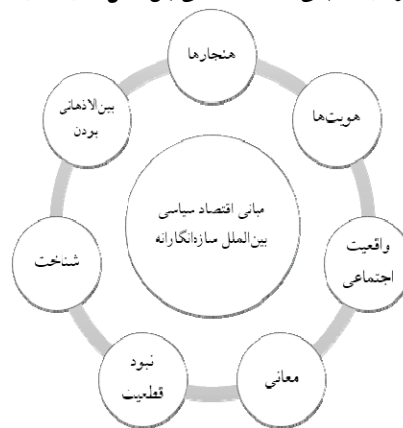 هنجارها
هویت‌ها
واقعیت
اجتماعی
معانی
نبود
قطعیت
شناخت
بین‌الاذهانی
بودن
مبانی اقتصاد سیاسی
بین‌الملل سازه‌انگارانه